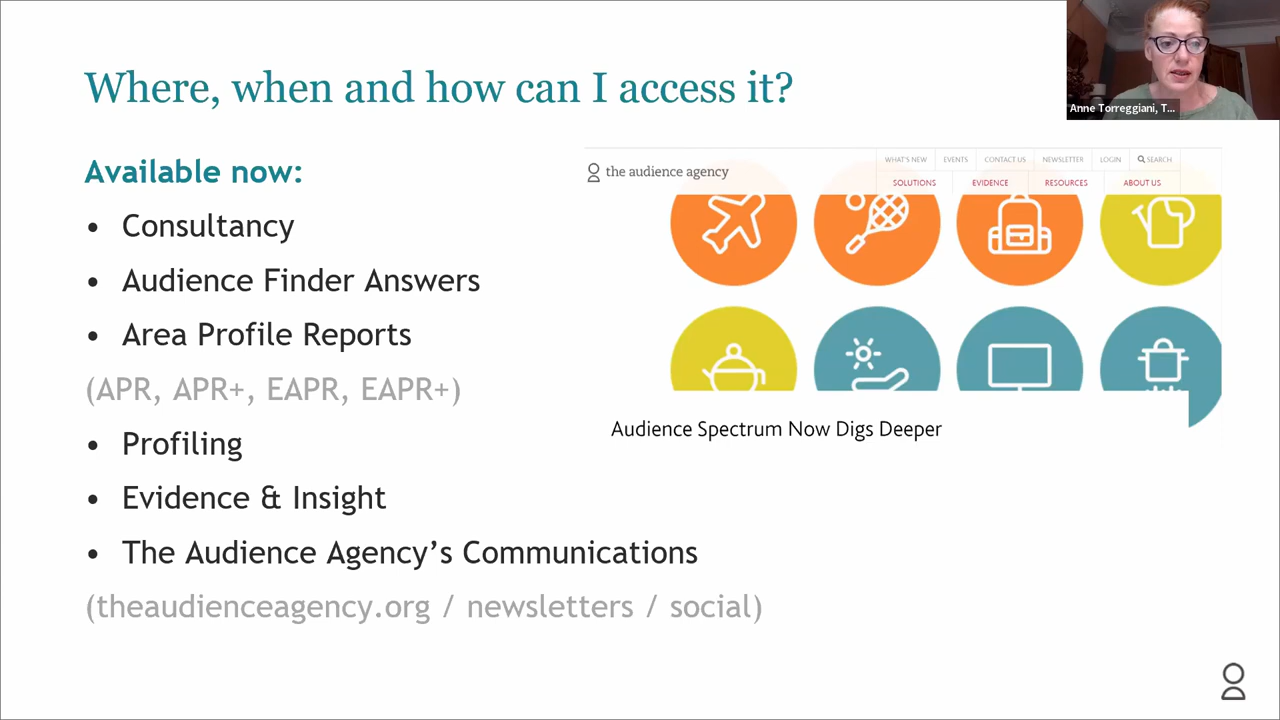 Where, when and how can I access it?
Anne Torreggiani, T...
Available now:
• Consultancy
• Audience Finder Answers
• Area Profile Reports
(APR, APR+, EAPR, EAPR+)
• Profiling
• Evidence & Insight
• The Audience Agency’s Communications
(theaudienceagency.org / newsletters / social)
the audience agency
WHAT'S NEW EVENTS CONTACT US NEWSLETTER LOGIN SEARCH
SOLUTIONS EVIDENCE RESOURCES ABOUT US
Audience Spectrum Now Digs Deeper